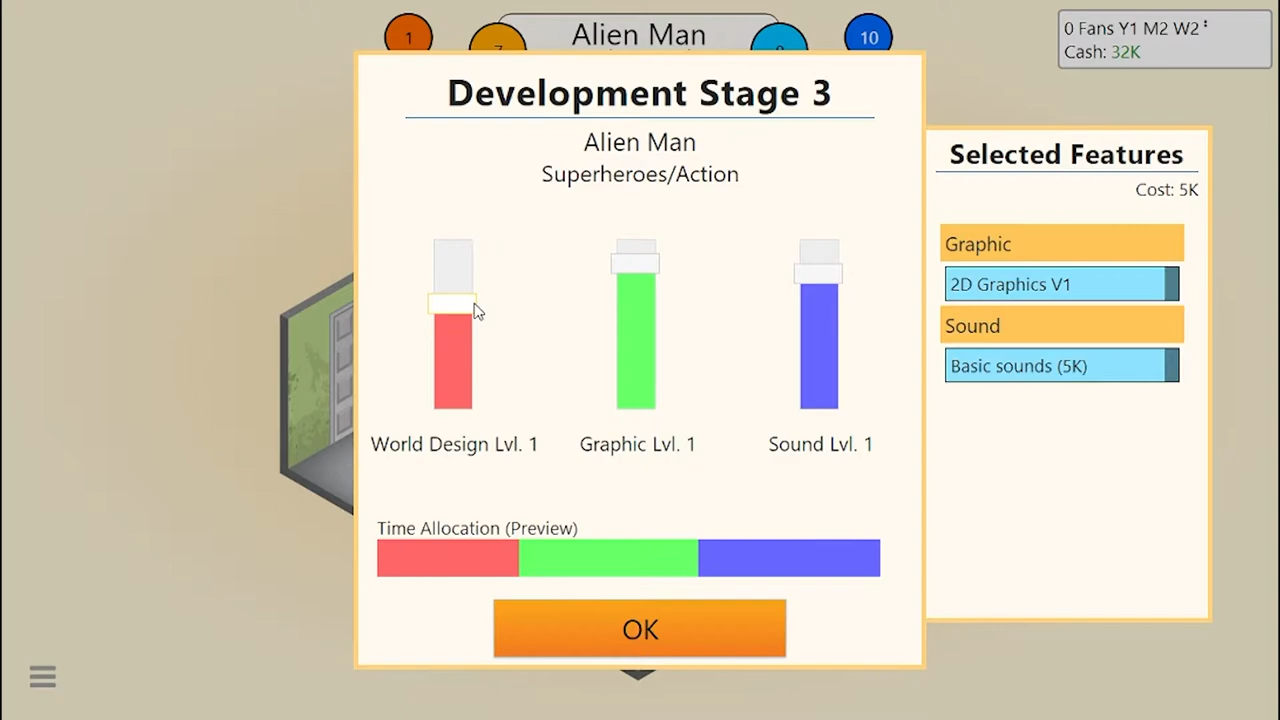 1
7
Alien Man
10
0 Fans Y1 M2 W2
Cash: 32K
Development Stage 3
Alien Man
Superheroes/Action
World Design Lvl. 1
Graphic Lvl. 1
Sound Lvl. 1
Time Allocation (Preview)
OK
Selected Features
Cost: 5K
Graphic
2D Graphics V1
Sound
Basic sounds (5K)